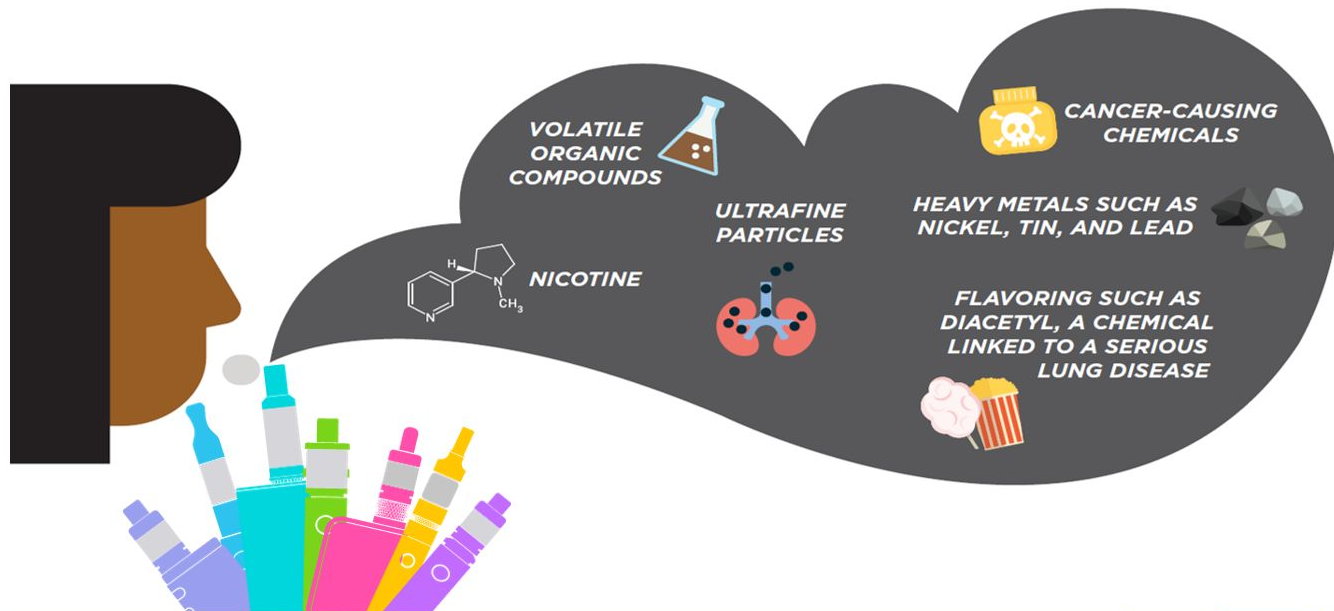 VOLATILE
ORGANIC
COMPOUNDS
ULTRAFINE
PARTICLES
NICOTINE
H
N
CH3
N
CANCER-CAUSING
CHEMICALS
HEAVY METALS SUCH AS
NICKEL, TIN, AND LEAD
FLAVORING SUCH AS
DIACETYL, A CHEMICAL
LINKED TO A SERIOUS
LUNG DISEASE